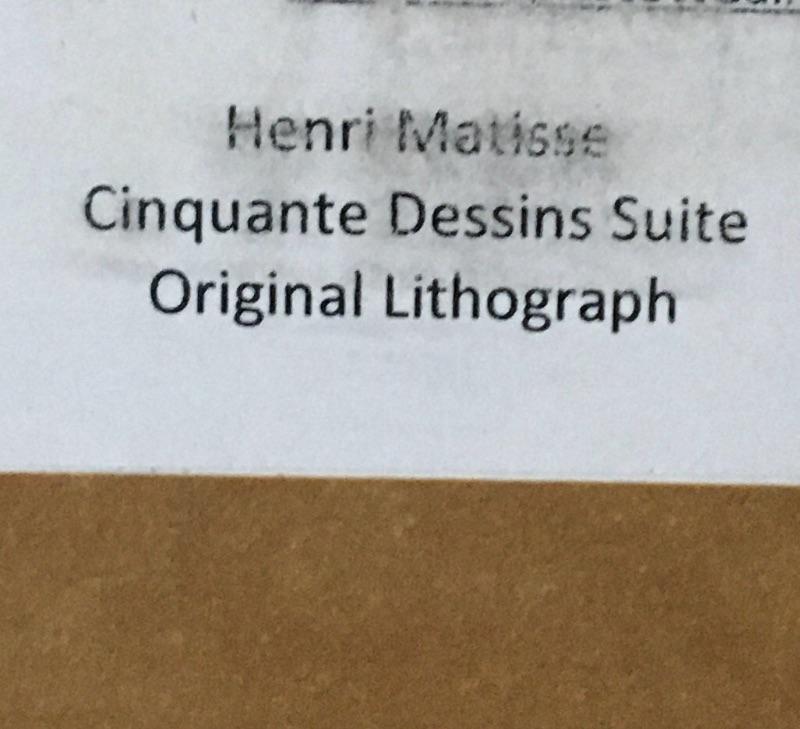 Henri Matisse
Cinquante Dessins Suite
Original Lithograph